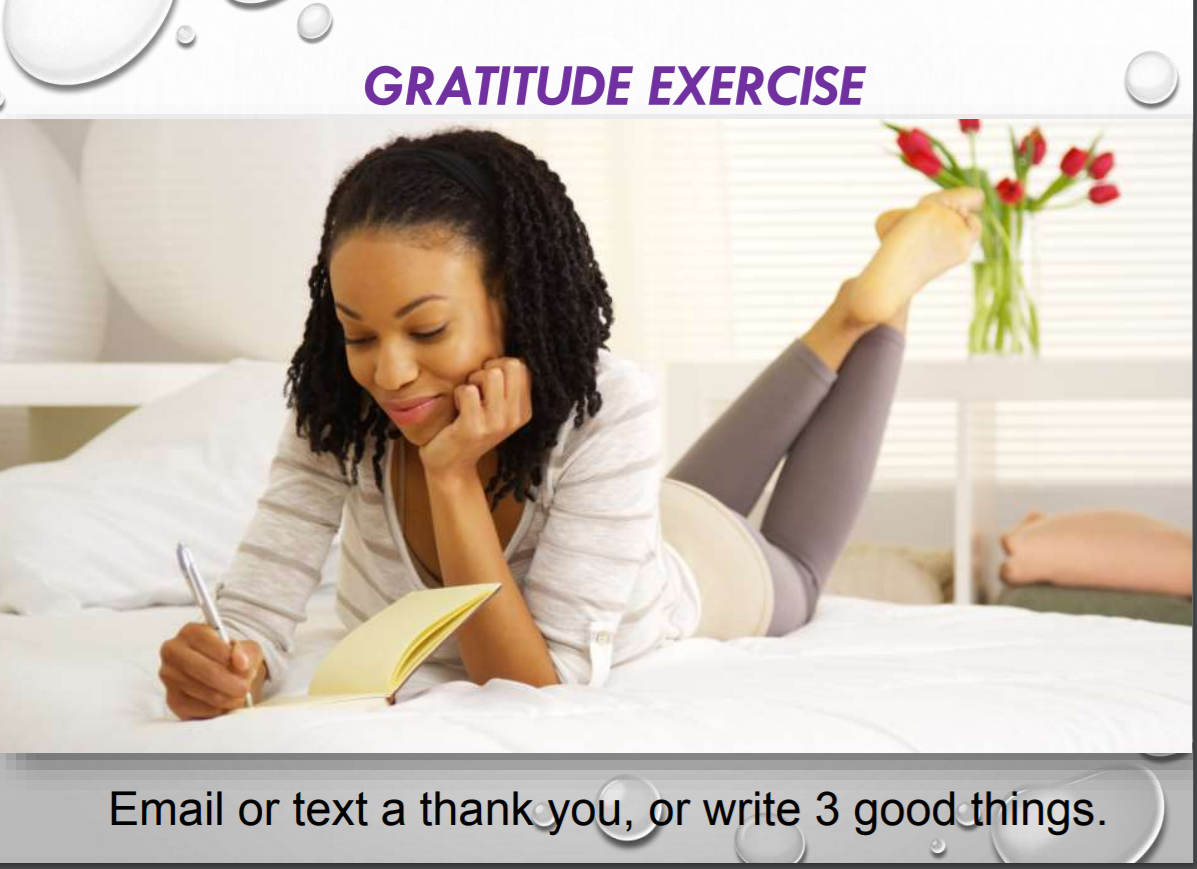 GRATITUDE EXERCISE
Email or text a thank you, or write 3 good things.